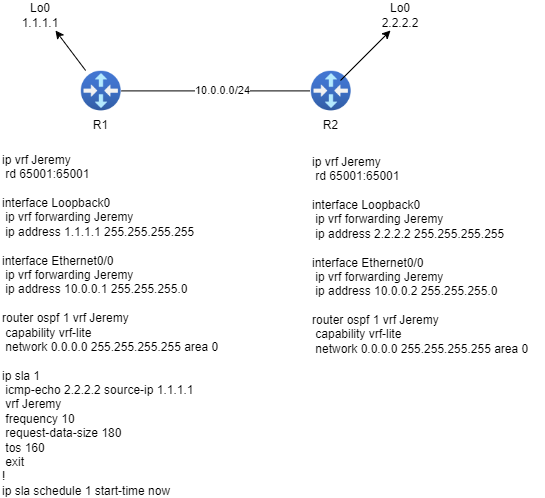 Lo0
1.1.1.1
Lo0
2.2.2.2
10.0.0.0/24
R1
R2
ip vrf Jeremy
 rd 65001:65001
interface Loopback0
 ip vrf forwarding Jeremy
 ip address 1.1.1.1 255.255.255.255
interface Ethernet0/0
 ip vrf forwarding Jeremy
 ip address 10.0.0.1 255.255.255.0
router ospf 1 vrf Jeremy
 capability vrf-lite
 network 0.0.0.0 255.255.255.255 area 0
ip sla 1
 icmp-echo 2.2.2.2 source-ip 1.1.1.1
 vrf Jeremy
 frequency 10
 request-data-size 180
 tos 160
 exit
!
ip sla schedule 1 start-time now
ip vrf Jeremy
 rd 65001:65001
interface Loopback0
 ip vrf forwarding Jeremy
 ip address 2.2.2.2 255.255.255.255
interface Ethernet0/0
 ip vrf forwarding Jeremy
 ip address 10.0.0.2 255.255.255.0
router ospf 1 vrf Jeremy
 capability vrf-lite
 network 0.0.0.0 255.255.255.255 area 0